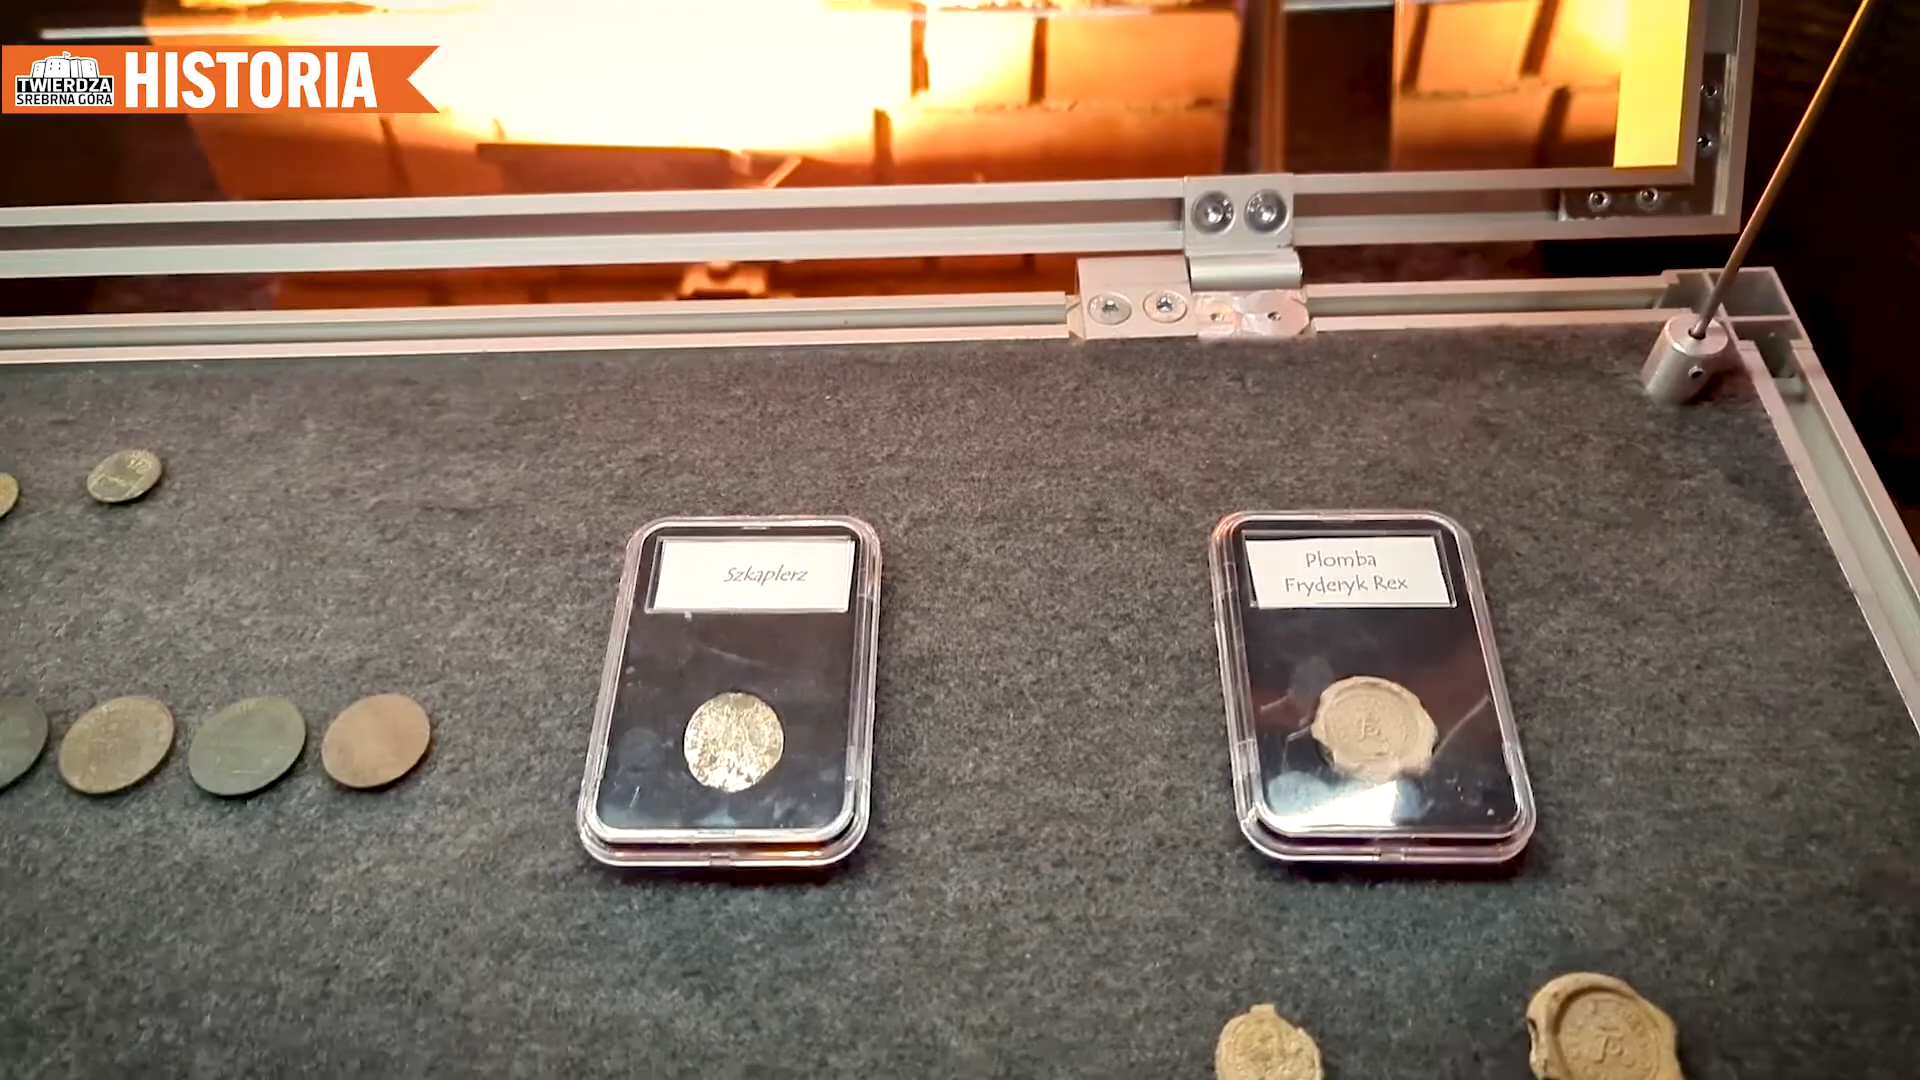 TWIERDZA
SREBRNA GÓRA
HISTORIA
Szkaplerz
Plomba
Fryderyk Rex